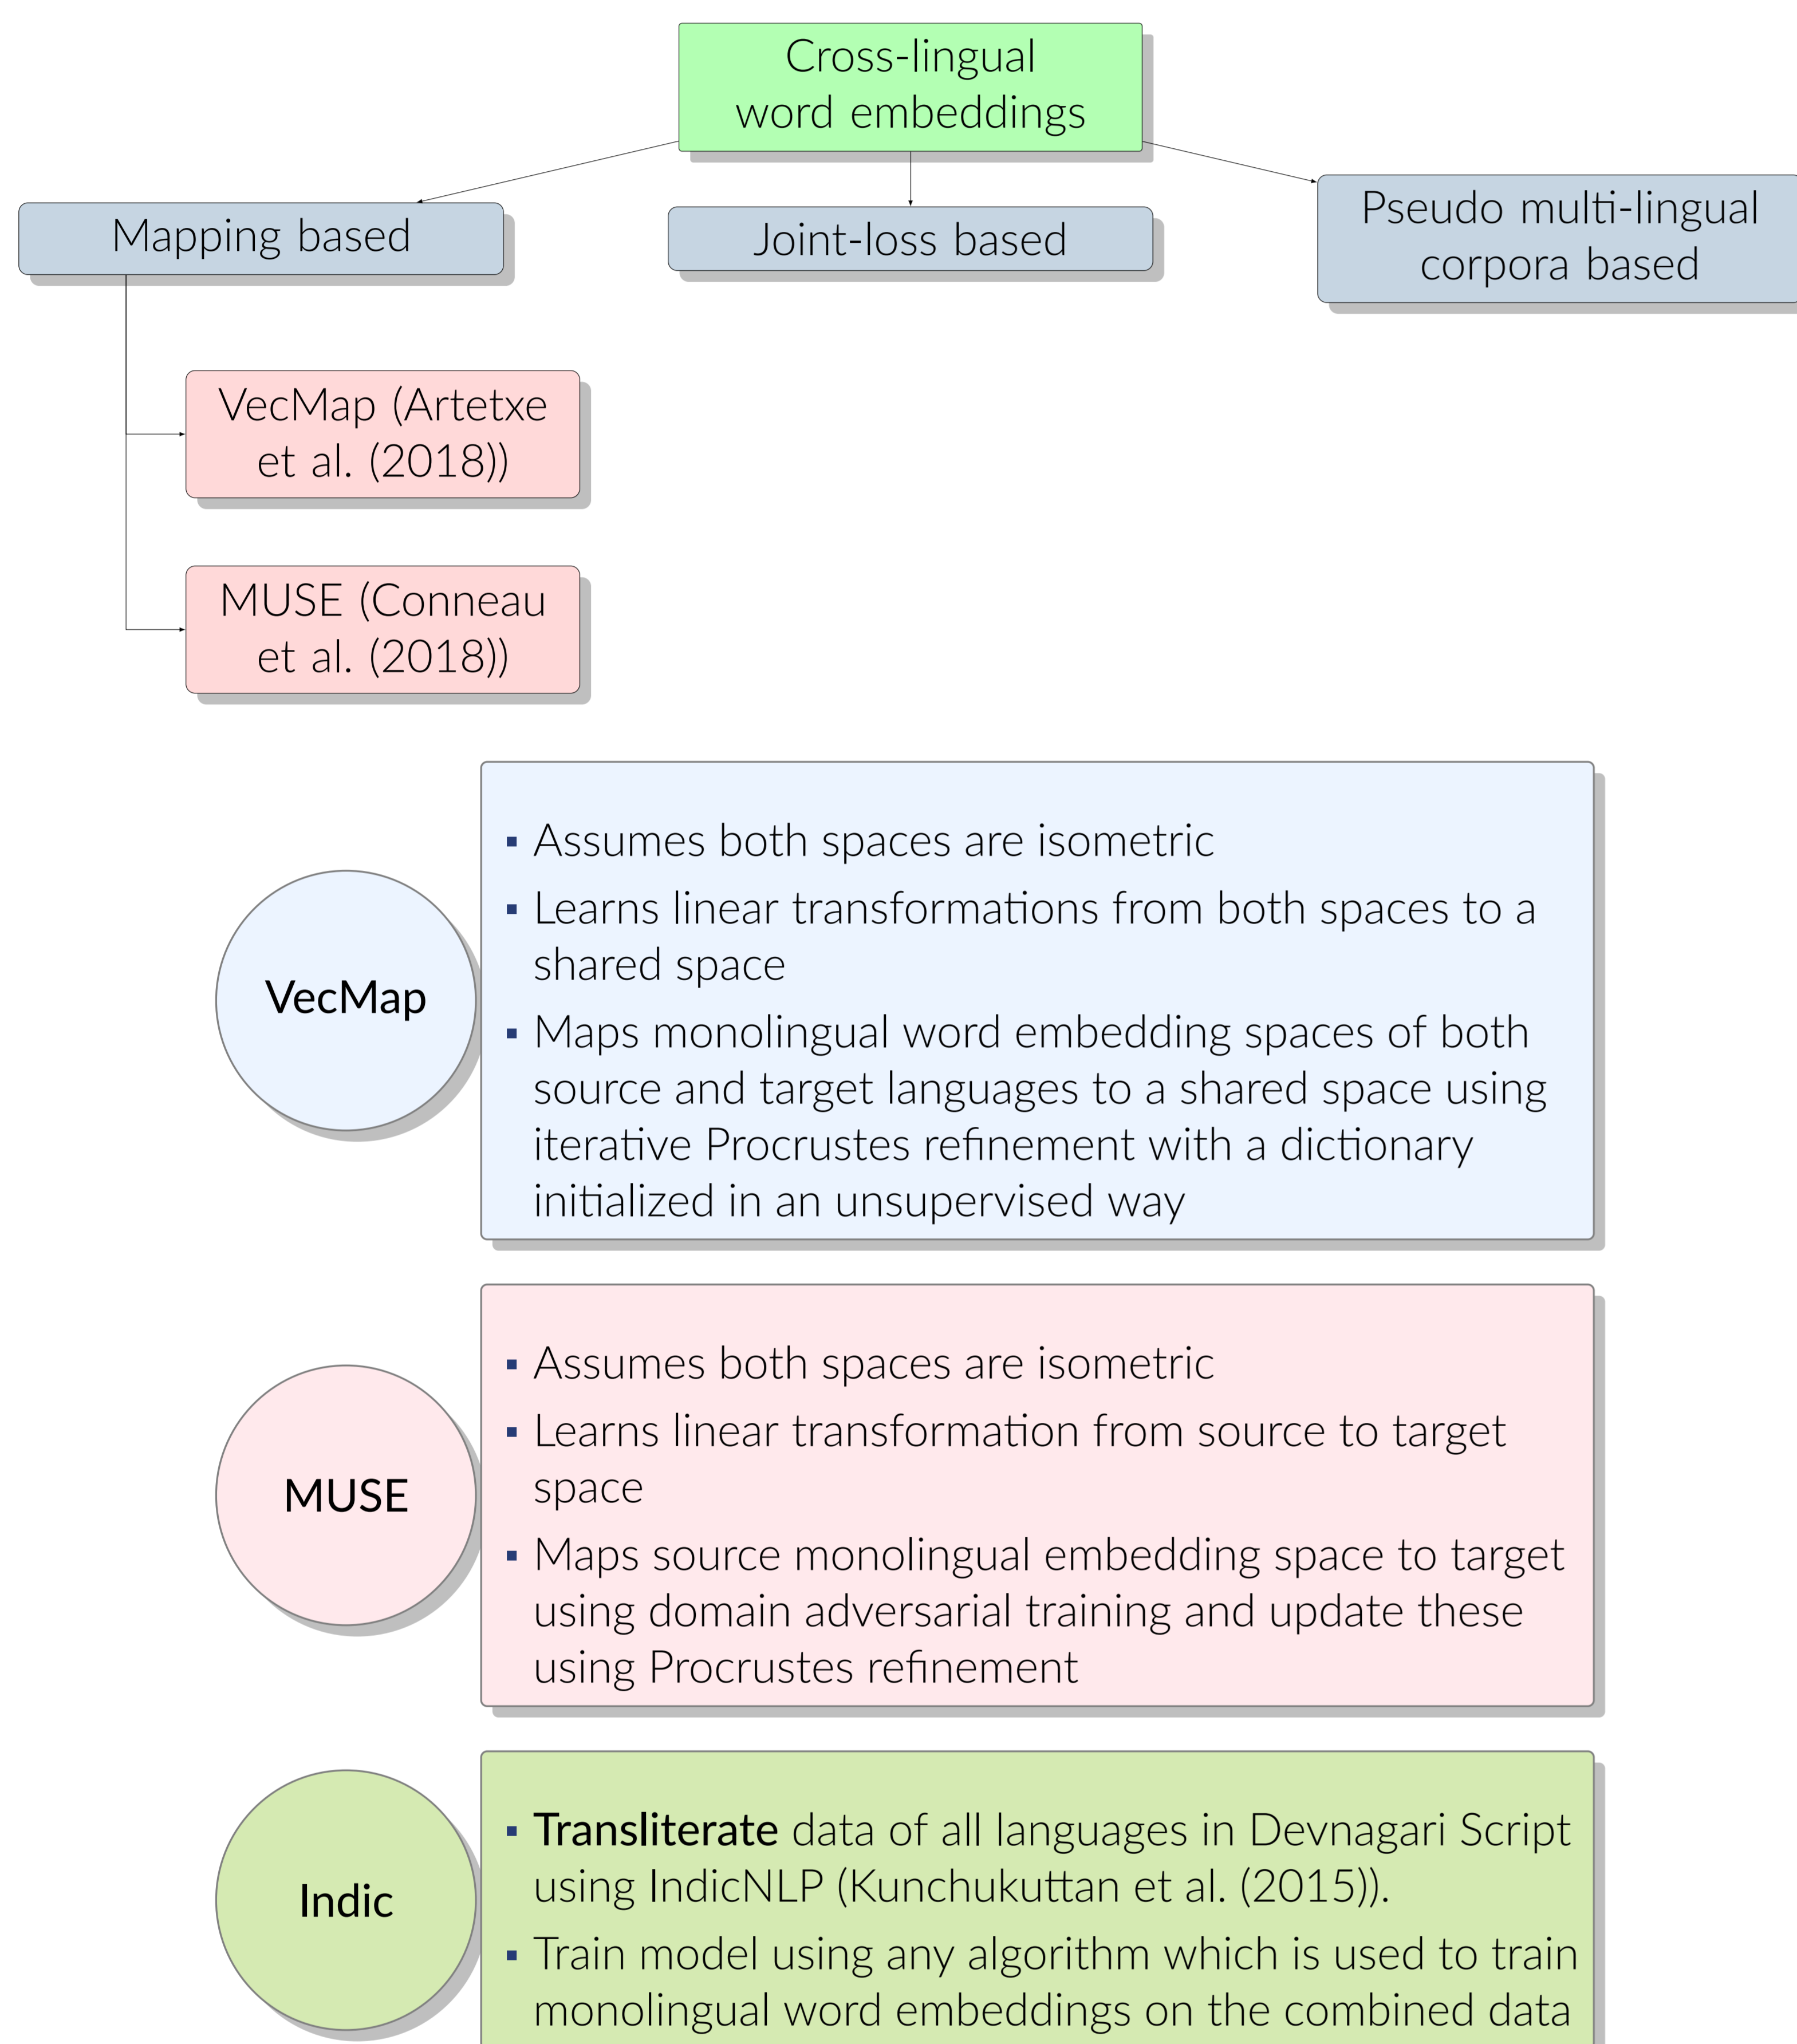 Cross-lingual
word embeddings
Mapping based
Joint-loss based
Pseudo multi-lingual
corpora based
VecMap (Artetxe
et al. (2018))
MUSE (Conneau
et al. (2018))
VecMap
▪ Assumes both spaces are isometric
▪ Learns linear transformations from both spaces to a
shared space
▪ Maps monolingual word embedding spaces of both
source and target languages to a shared space using
iterative Procrustes refinement with a dictionary
initialized in an unsupervised way
MUSE
▪ Assumes both spaces are isometric
▪ Learns linear transformation from source to target
space
▪ Maps source monolingual embedding space to target
using domain adversarial training and update these
using Procrustes refinement
Indic
▪ Transliterate data of all languages in Devnagari Script
using IndicNLP (Kunchukuttan et al. (2015)).
▪ Train model using any algorithm which is used to train
monolingual word embeddings on the combined data